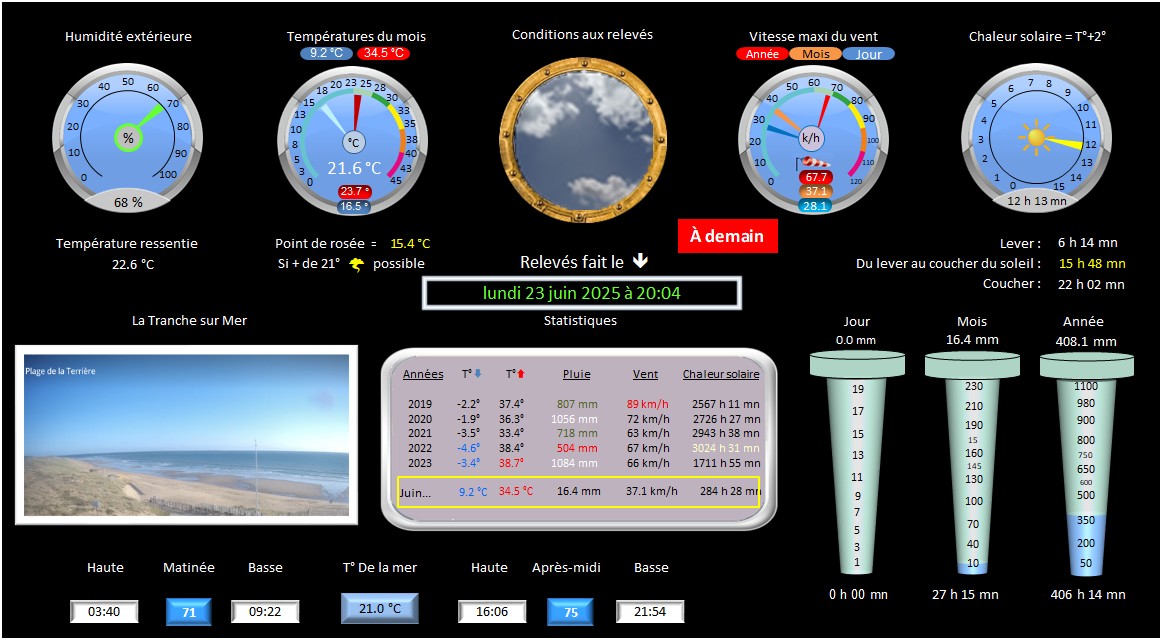 Humidité extérieure
Températures du mois
Conditions aux relevés
Vitesse maxi du vent
Chaleur solaire = T°+2°
9.2 °C 34.5 °C
Année Mois Jour
0 10 20 30 40 50 60 70 80 90 100
%
68 %
0 3 5 8 10 13 15 18 20 23 25 28 30 33 35 38 40 43 45
°C
21.6 °C
23.7 °
16.5 °
0 10 20 30 40 50 60 70 80 90 100 110 120
k/h
67.7
37.1
28.1
0 1 2 3 4 5 6 7 8 9 10 11 12 13 14 15
12 h 13 mn
À demain
Température ressentie
22.6 °C
Point de rosée = 15.4 °C
Si + de 21° possible
Relevés fait le
lundi 23 juin 2025 à 20:04
Lever : 6 h 14 mn
Du lever au coucher du soleil : 15 h 48 mn
Coucher : 22 h 02 mn
La Tranche sur Mer
Plage de la Terrière
Statistiques
Années T° T° Pluie Vent Chaleur solaire
2019 -2.2° 37.4° 807 mm 89 km/h 2567 h 11 mn
2020 -1.9° 36.3° 1056 mm 72 km/h 2726 h 27 mn
2021 -3.5° 33.4° 718 mm 63 km/h 2943 h 38 mn
2022 -4.6° 38.4° 504 mm 67 km/h 3024 h 31 mn
2023 -3.4° 38.7° 1084 mm 66 km/h 1711 h 55 mn
Juin... 9.2 °C 34.5 °C 16.4 mm 37.1 km/h 284 h 28 mn
Jour
0.0 mm
19
17
15
13
11
9
7
5
3
1
0 h 00 mn
Mois
16.4 mm
230
210
190
15
160
145
130
100
70
40
10
27 h 15 mn
Année
408.1 mm
1100
980
900
800
750
650
600
500
350
200
50
406 h 14 mn
Haute Matinée Basse T° De la mer Haute Après-midi Basse
03:40 71 09:22 21.0 °C 16:06 75 21:54